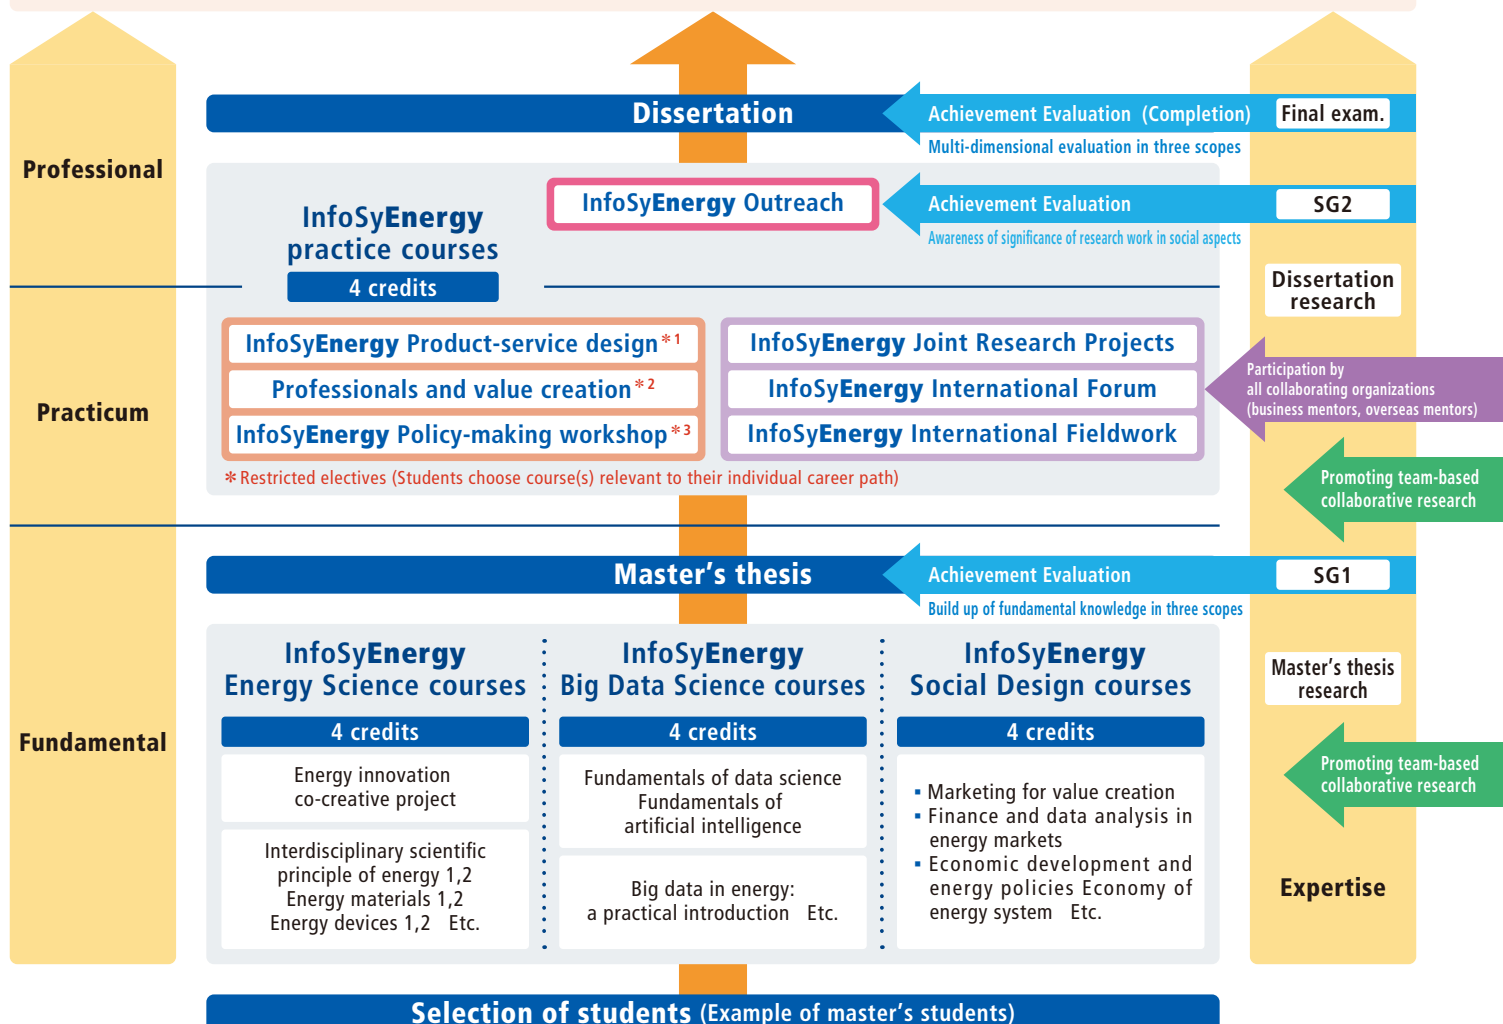 Dissertation
Achievement Evaluation (Completion)
Final exam.
Multi-dimensional evaluation in three scopes
Professional
InfoSyEnergy
practice courses
4 credits
InfoSyEnergy Outreach
Achievement Evaluation
SG2
Awareness of significance of research work in social aspects
Dissertation
research
Practicum
InfoSyEnergy Product-service design*1
Professionals and value creation*2
InfoSyEnergy Policy-making workshop*3
InfoSyEnergy Joint Research Projects
InfoSyEnergy International Forum
InfoSyEnergy International Fieldwork
Participation by
all collaborating organizations
(business mentors, overseas mentors)
*Restricted electives (Students choose course(s) relevant to their individual career path)
Promoting team-based
collaborative research
Master's thesis
Achievement Evaluation
SG1
Build up of fundamental knowledge in three scopes
Fundamental
InfoSyEnergy
Energy Science courses
4 credits
Energy innovation
co-creative project
Interdisciplinary scientific
principle of energy 1,2
Energy materials 1,2
Energy devices 1,2 Etc.
InfoSyEnergy
Big Data Science courses
4 credits
Fundamentals of data science
Fundamentals of
artificial intelligence
Big data in energy:
a practical introduction Etc.
InfoSyEnergy
Social Design courses
4 credits
▪ Marketing for value creation
▪ Finance and data analysis in
energy markets
▪ Economic development and
energy policies Economy of
energy system Etc.
Master's thesis
research
Promoting team-based
collaborative research
Expertise
Selection of students (Example of master's students)